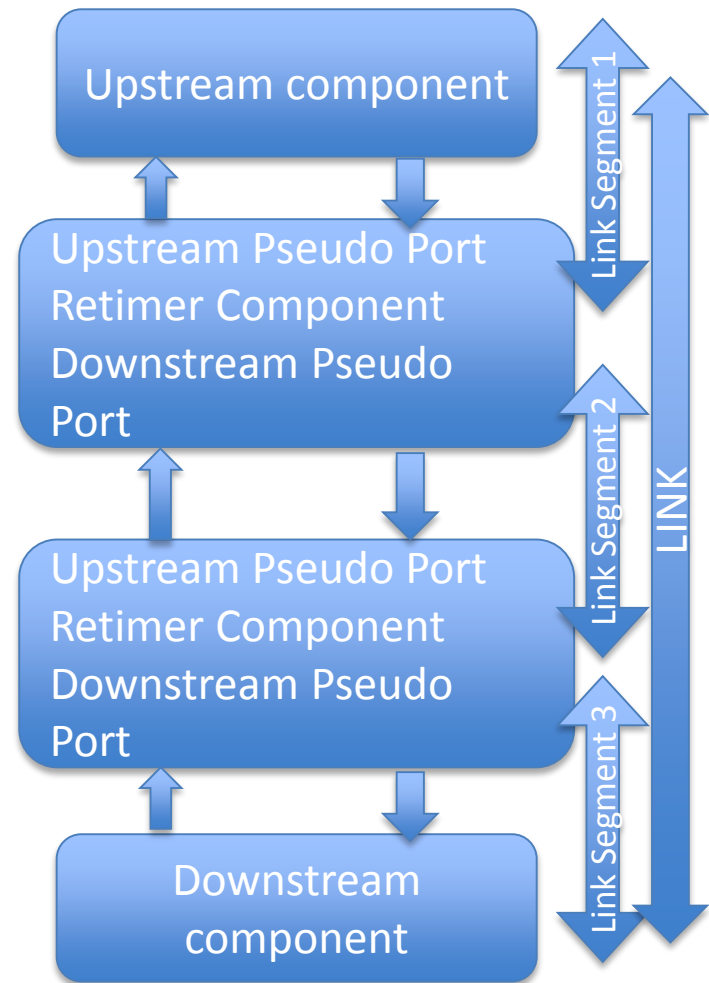 Upstream component
Link Segment 1
Upstream Pseudo Port
Retimer Component
Downstream Pseudo
Port
Link Segment 2
LINK
Upstream Pseudo Port
Retimer Component
Downstream Pseudo
Port
Link Segment 3
Downstream
component